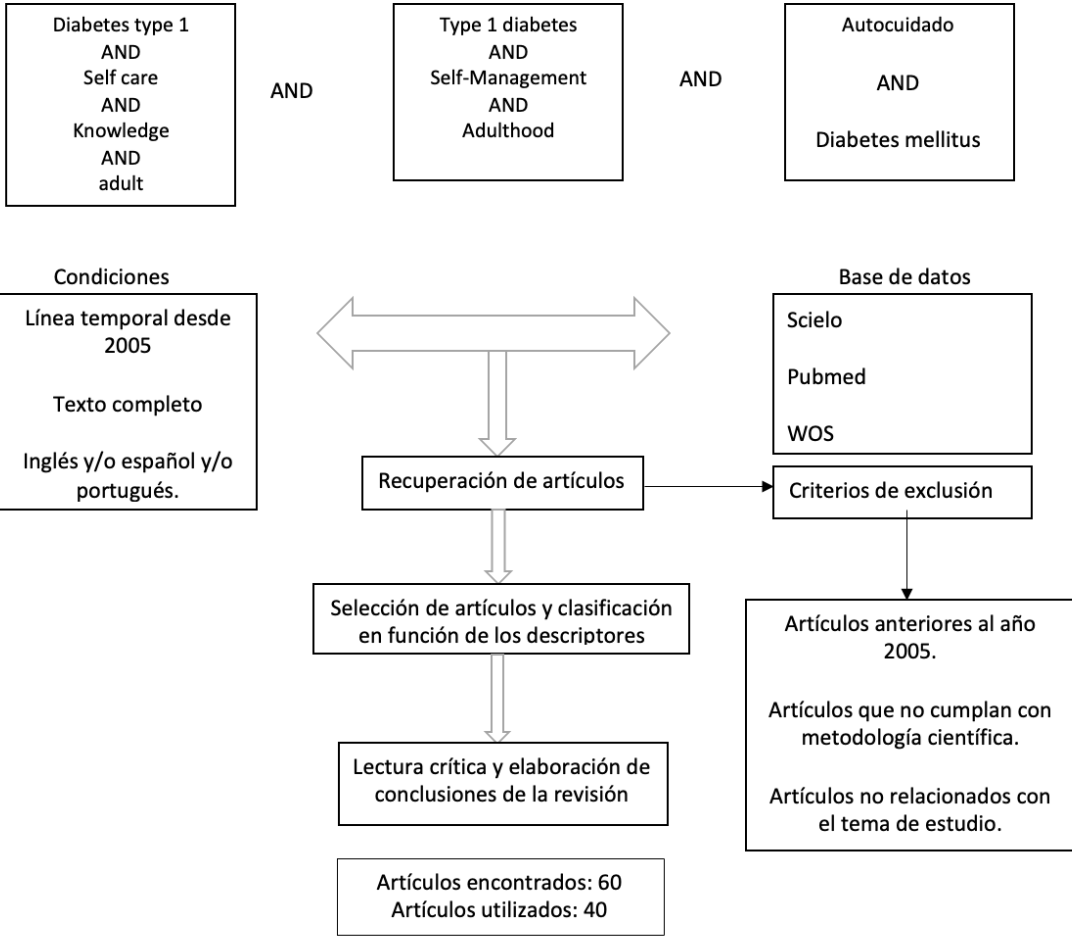 Diabetes type 1
AND
Self care
AND
Knowledge
AND
adult
AND
Type 1 diabetes
AND
Self-Management
AND
Adulthood
AND
Autocuidado
AND
Diabetes mellitus
Condiciones
Línea temporal desde
2005
Texto completo
Inglés y/o español y/o
portugués.
Base de datos
Scielo
Pubmed
WOS
Recuperación de artículos
Criterios de exclusión
Selección de artículos y clasificación
en función de los descriptores
Artículos anteriores al año
2005.
Artículos que no cumplan con
metodología científica.
Artículos no relacionados con
el tema de estudio.
Lectura crítica y elaboración de
conclusiones de la revisión
Artículos encontrados: 60
Artículos utilizados: 40